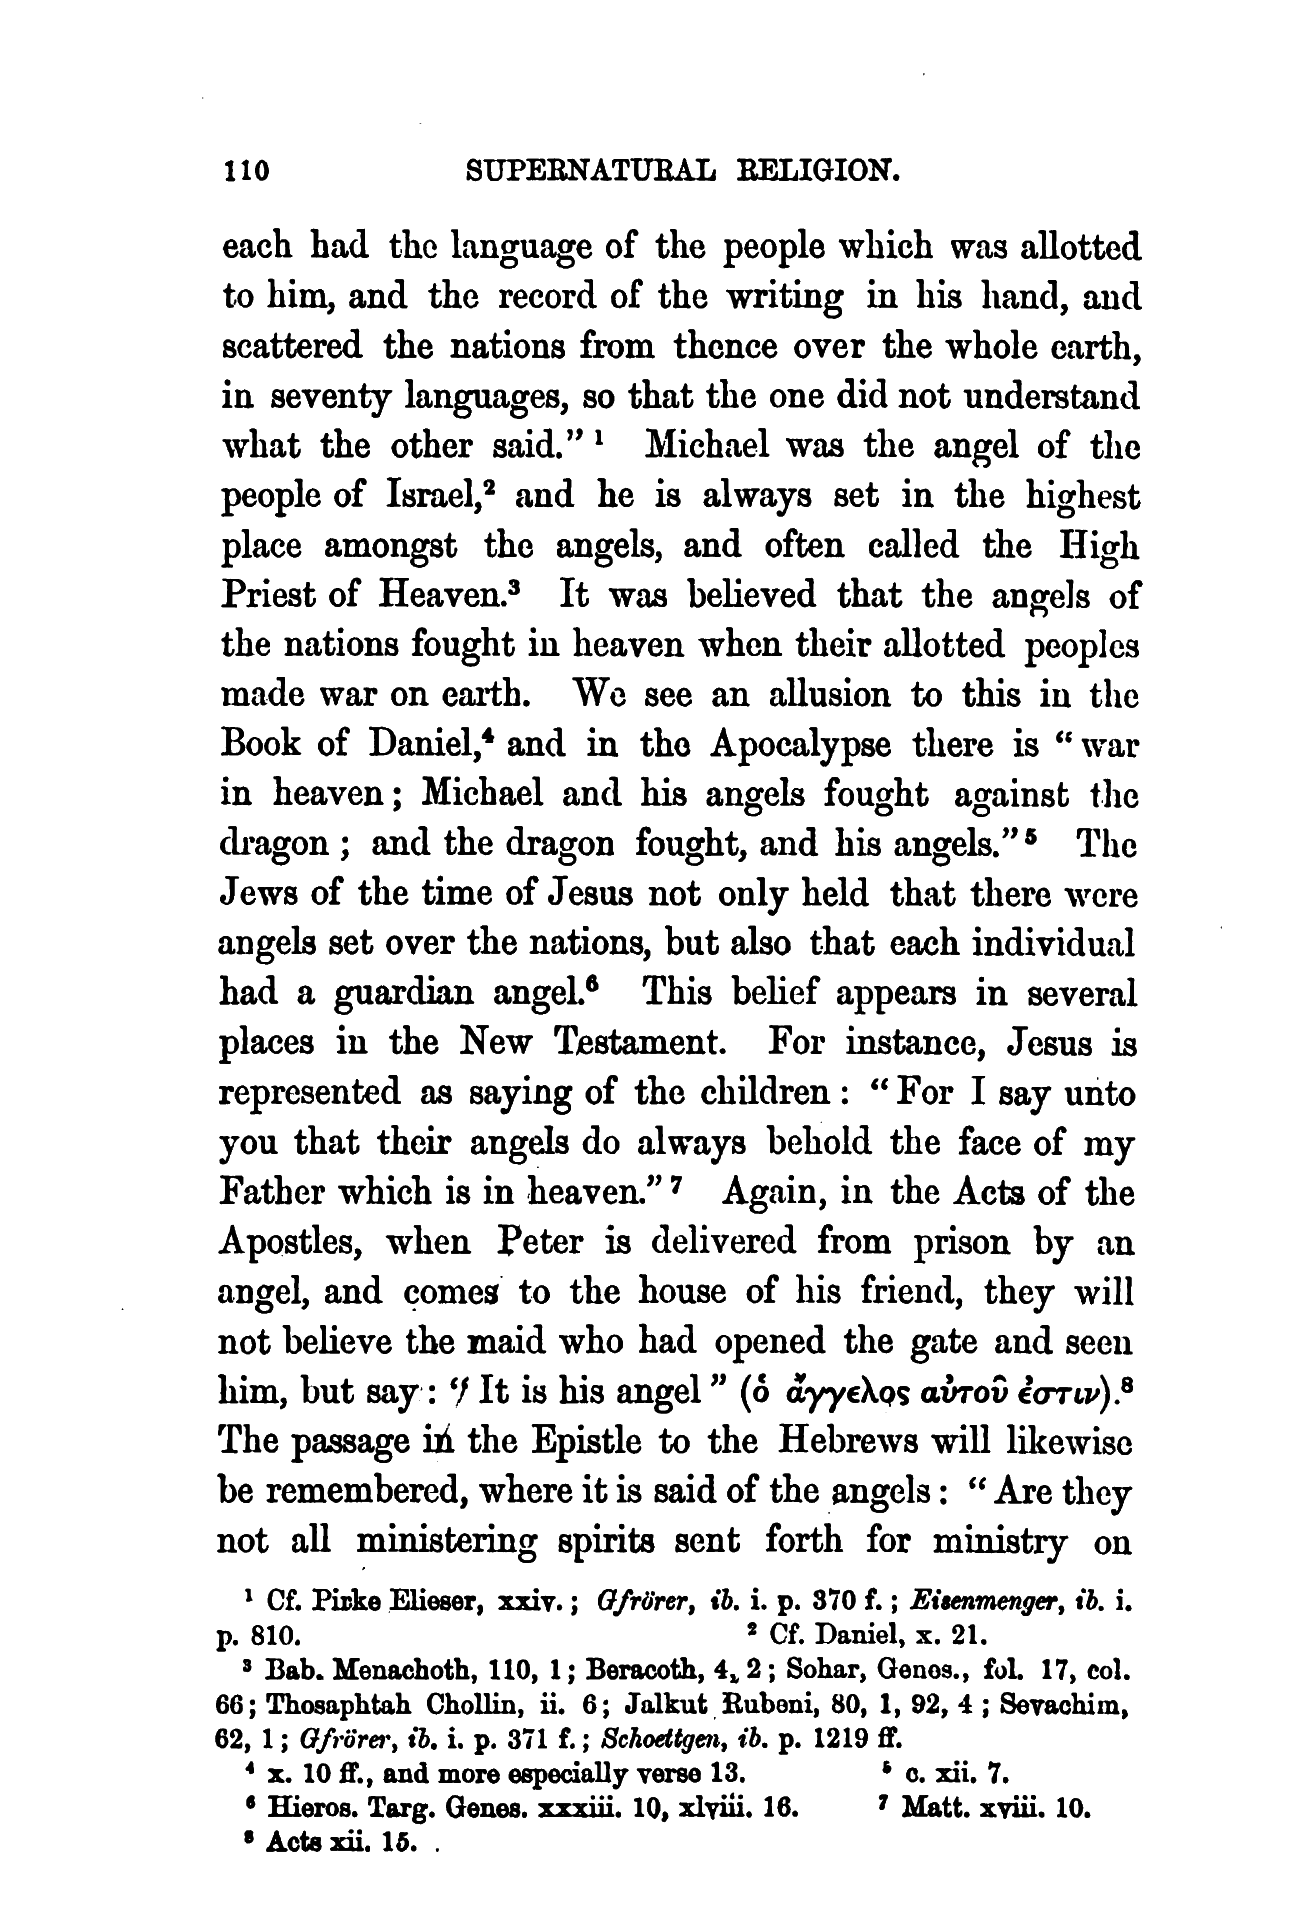 110 SUPERNATURAL RELIGION.
each had the language of the people which was allotted
to him, and the record of the writing in his hand, and
scattered the nations from thence over the whole earth,
in seventy languages, so that the one did not understand
what the other said.” ¹ Michael was the angel of the
people of Israel,² and he is always set in the highest
place amongst the angels, and often called the High
Priest of Heaven.³ It was believed that the angels of
the nations fought in heaven when their allotted peoples
made war on earth. We see an allusion to this in the
Book of Daniel,⁴ and in the Apocalypse there is “war
in heaven; Michael and his angels fought against the
dragon; and the dragon fought, and his angels.”⁵ The
Jews of the time of Jesus not only held that there were
angels set over the nations, but also that each individual
had a guardian angel.⁶ This belief appears in several
places in the New Testament. For instance, Jesus is
represented as saying of the children: “For I say unto
you that their angels do always behold the face of my
Father which is in heaven.” ⁷ Again, in the Acts of the
Apostles, when Peter is delivered from prison by an
angel, and comes to the house of his friend, they will
not believe the maid who had opened the gate and seen
him, but say: “It is his angel” (ὁ ἄγγελος αὐτοῦ ἐστιν).⁸
The passage in the Epistle to the Hebrews will likewise
be remembered, where it is said of the angels: “Are they
not all ministering spirits sent forth for ministry on
¹ Cf. Pirke Elieser, xxiv.; Gfrörer, ib. i. p. 370 f.; Eisenmenger, ib. i.
p. 810. ² Cf. Daniel, x. 21.
³ Bab. Menachoth, 110, 1; Beracoth, 4, 2; Sohar, Genes., fol. 17, col.
66; Thosaphtah Chollin, ii. 6; Jalkut Rubeni, 80, 1, 92, 4; Sevachim,
62, 1; Gfrörer, ib. i. p. 371 f.; Schoettgen, ib. p. 1219 ff.
⁴ x. 10 ff., and more especially verse 13. ⁵ c. xii. 7.
⁶ Hieros. Targ. Genes. xxxiii. 10, xlviii. 16. ⁷ Matt. xviii. 10.
⁸ Acts xii. 15.